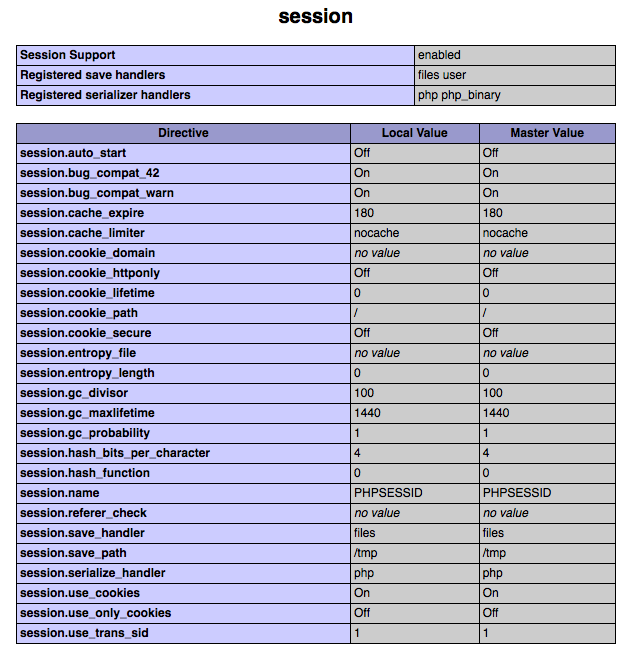 session
Session Support enabled
Registered save handlers files user
Registered serializer handlers php php_binary
Directive Local Value Master Value
session.auto_start Off Off
session.bug_compat_42 On On
session.bug_compat_warn On On
session.cache_expire 180 180
session.cache_limiter nocache nocache
session.cookie_domain no value no value
session.cookie_httponly Off Off
session.cookie_lifetime 0 0
session.cookie_path / /
session.cookie_secure Off Off
session.entropy_file no value no value
session.entropy_length 0 0
session.gc_divisor 100 100
session.gc_maxlifetime 1440 1440
session.gc_probability 1 1
session.hash_bits_per_character 4 4
session.hash_function 0 0
session.name PHPSESSID PHPSESSID
session.referer_check no value no value
session.save_handler files files
session.save_path /tmp /tmp
session.serialize_handler php php
session.use_cookies On On
session.use_only_cookies Off Off
session.use_trans_sid 1 1